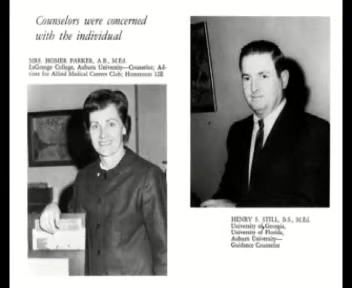 Counselors were concerned
with the individual
MRS. HOMER PARKER, A.B., M.Ed.
LaGrange College, Auburn University—Counselor; Ad-
visor for Allied Medical Careers Club; Homeroom 12E
HENRY S. STILL, B.S., M.Ed.
University of Georgia,
University of Florida,
Auburn University—
Guidance Counselor